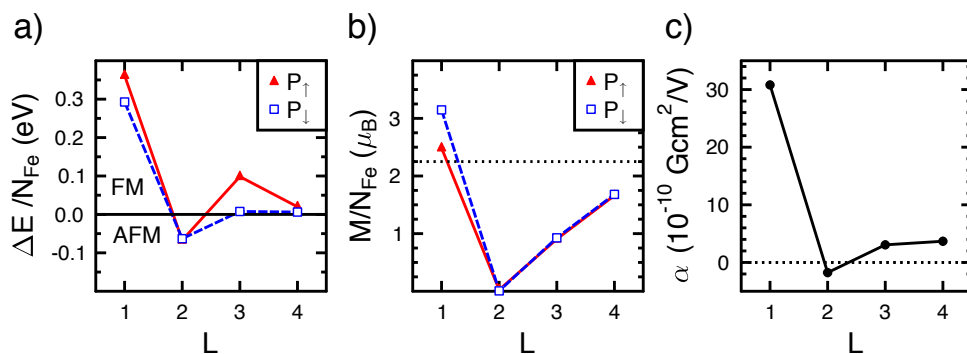 a)
ΔE /N_Fe (eV)
0.3
0.2
0.1
0.0
-0.1
FM
AFM
P↑
P↓
1 2 3 4
L
b)
M/N_Fe (μ_B)
3
2
1
P↑
P↓
1 2 3 4
L
c)
α (10⁻¹⁰ Gcm²/V)
30
20
10
0
1 2 3 4
L